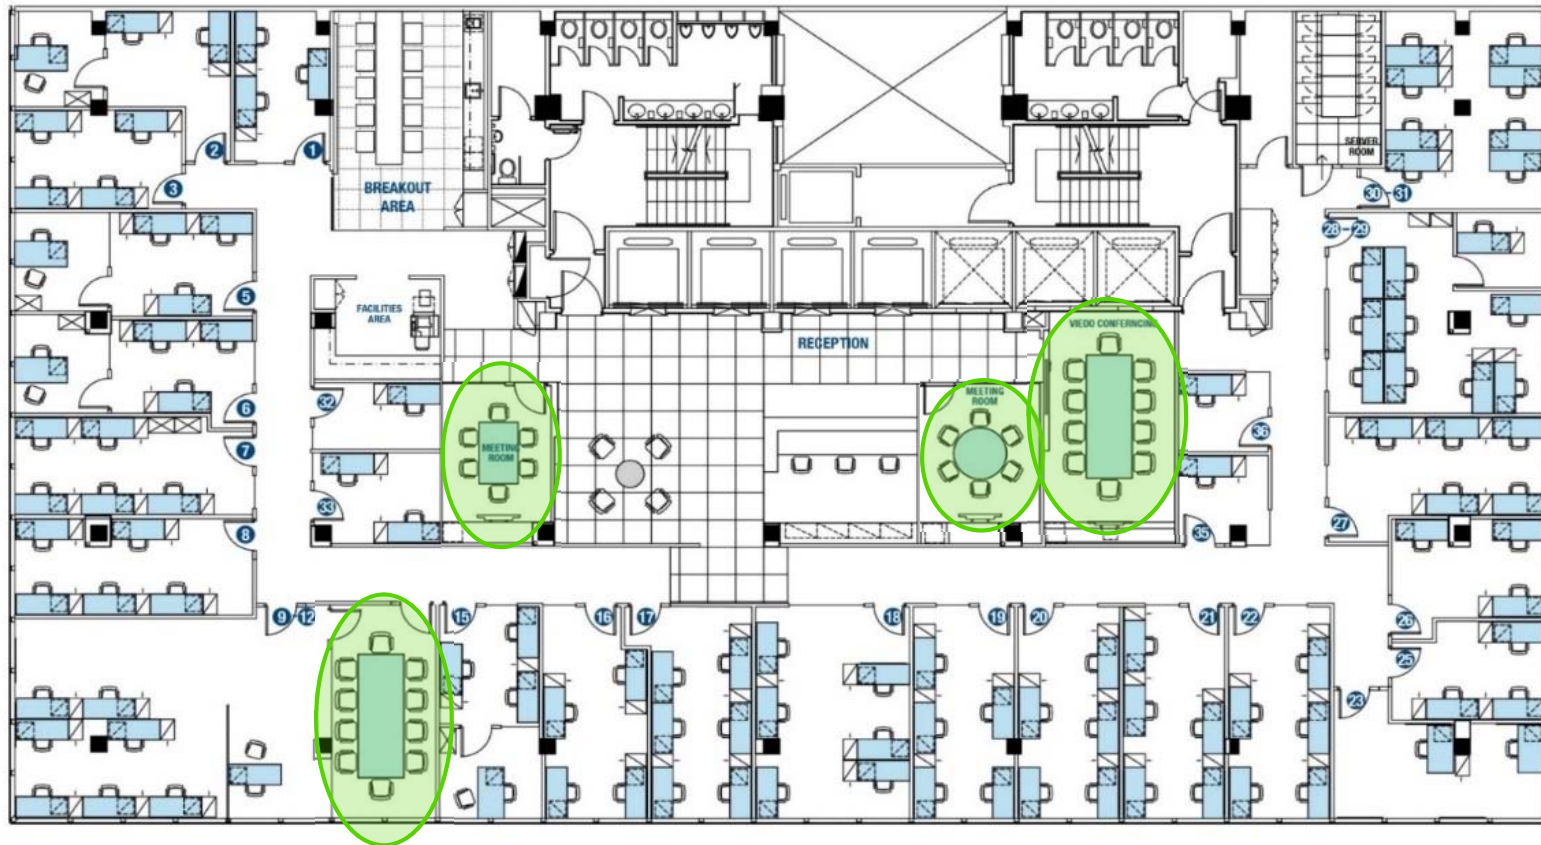 2
1
3
BREAKOUT
AREA
SERVER
ROOM
30 - 31
28 - 29
5
FACILITIES
AREA
RECEPTION
VIEDO CONFERNCING
6
32
MEETING
ROOM
36
7
MEETING
ROOM
33
8
35
27
9 - 12
15
16
17
18
19
20
21
22
26
25
23